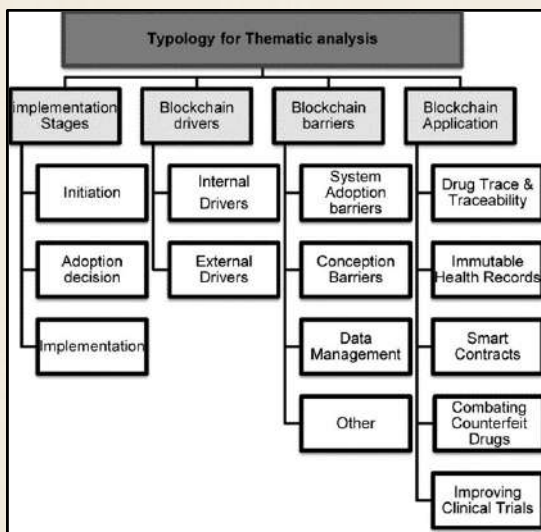 Typology for Thematic analysis
implementation
Stages
Initiation
Adoption
decision
Implementation
Blockchain
drivers
Internal
Drivers
External
Drivers
Blockchain
barriers
System
Adoption
barriers
Conception
Barriers
Data
Management
Other
Blockchain
Application
Drug Trace &
Traceability
Immutable
Health Records
Smart
Contracts
Combating
Counterfeit
Drugs
Improving
Clinical Trials